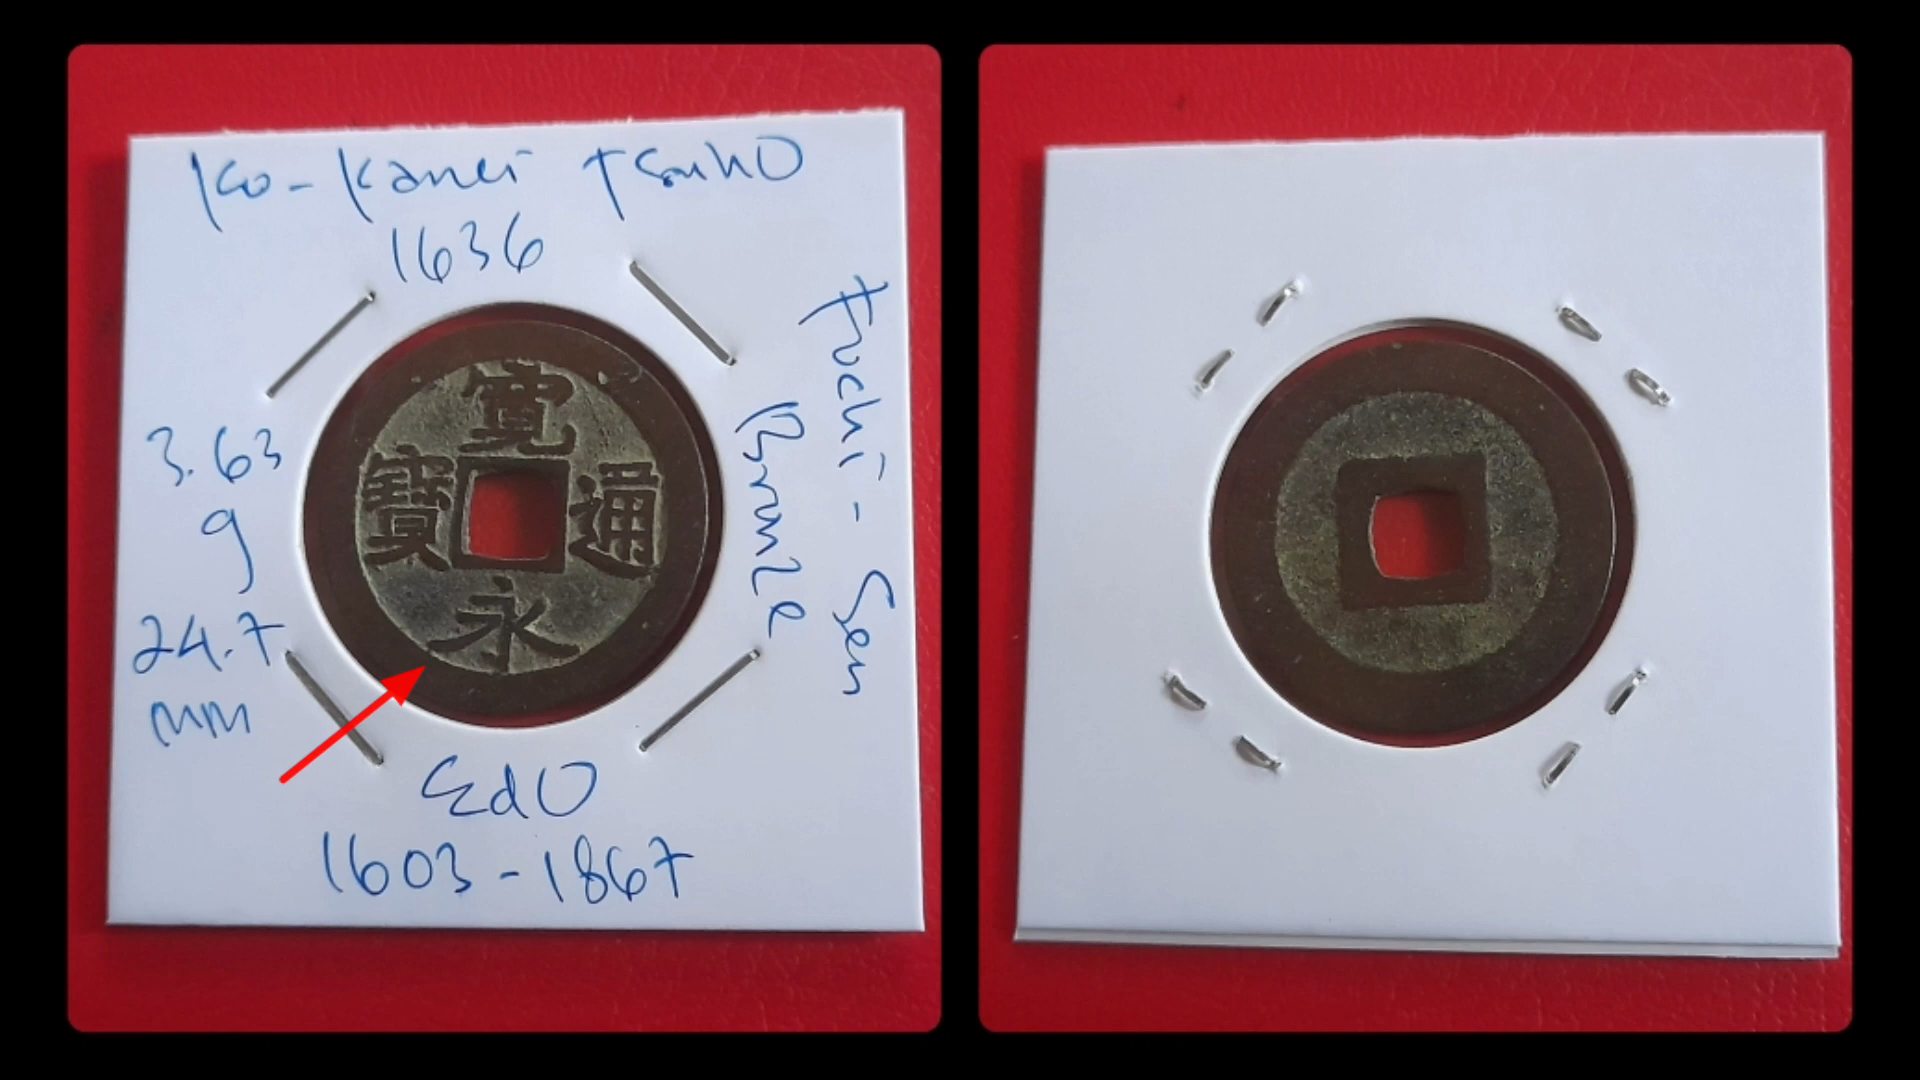 Ko-Kanei Tsuho
1636
Fuchi-Sen
Bronze
3.63
g
24.7
mm
寛
通
寳
永
Edo
1603-1867